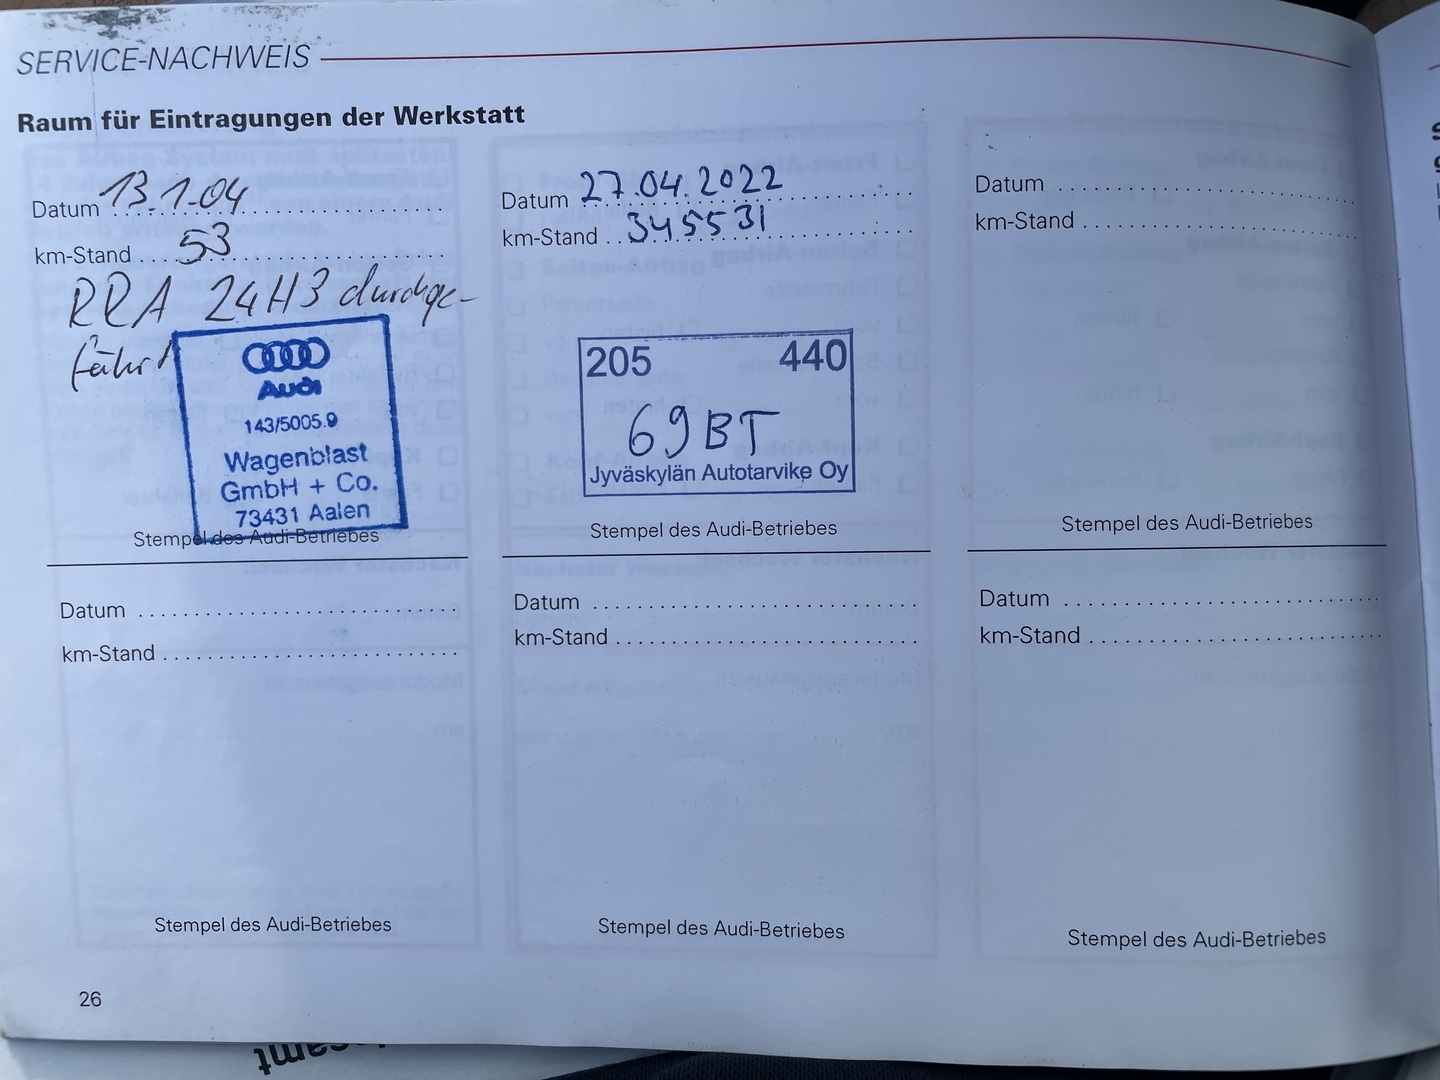 SERVICE-NACHWEIS
Raum für Eintragungen der Werkstatt
Datum 13.1.04
km-Stand 53
RRA 24H3 durchge-
führt
Audi
143/5005.9
Wagenblast
GmbH + Co.
73431 Aalen
Stempel des Audi-Betriebes
Datum 27.04.2022
km-Stand 345531
205 440
69BT
Jyväskylän Autotarvike Oy
Stempel des Audi-Betriebes
Datum
km-Stand
Stempel des Audi-Betriebes
Datum
km-Stand
Stempel des Audi-Betriebes
Datum
km-Stand
Stempel des Audi-Betriebes
Datum
km-Stand
Stempel des Audi-Betriebes
26